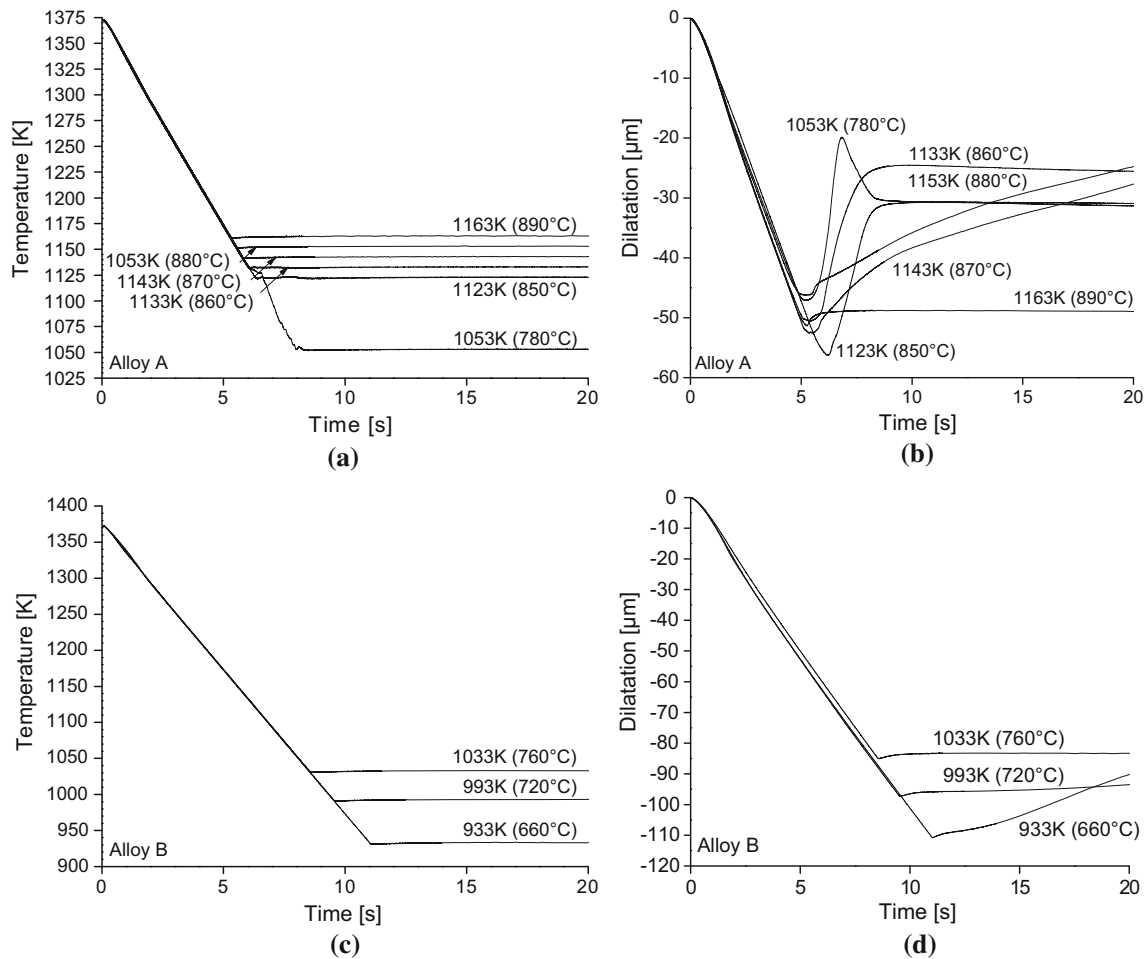 1375
1350
1325
1300
1275
1250
1225
1200
1175
1150
1125
1100
1075
1050
1025
Temperature [K]
1163K (890°C)
1053K (880°C)
1143K (870°C)
1133K (860°C)
1123K (850°C)
1053K (780°C)
Alloy A
0 5 10 15 20
Time [s]
(a)
0
-10
-20
-30
-40
-50
-60
Dilatation [µm]
1053K (780°C)
1133K (860°C)
1153K (880°C)
1143K (870°C)
1163K (890°C)
1123K (850°C)
Alloy A
0 5 10 15 20
Time [s]
(b)
1400
1350
1300
1250
1200
1150
1100
1050
1000
950
900
Temperature [K]
1033K (760°C)
993K (720°C)
933K (660°C)
Alloy B
0 5 10 15 20
Time [s]
(c)
0
-10
-20
-30
-40
-50
-60
-70
-80
-90
-100
-110
-120
Dilatation [µm]
1033K (760°C)
993K (720°C)
933K (660°C)
Alloy B
0 5 10 15 20
Time [s]
(d)